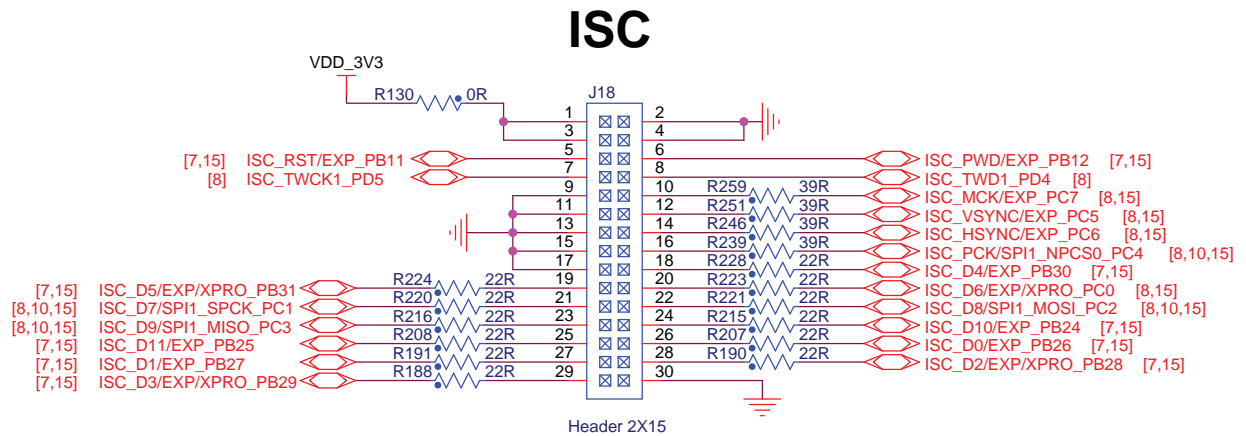 ISC
VDD_3V3
R130 0R
J18
1 2
3 4
[7,15] ISC_RST/EXP_PB11 5 6 ISC_PWD/EXP_PB12 [7,15]
[8] ISC_TWCK1_PD5 7 8 ISC_TWD1_PD4 [8]
9 10 R259 39R ISC_MCK/EXP_PC7 [8,15]
11 12 R251 39R ISC_VSYNC/EXP_PC5 [8,15]
13 14 R246 39R ISC_HSYNC/EXP_PC6 [8,15]
15 16 R239 39R ISC_PCK/SPI1_NPCS0_PC4 [8,10,15]
17 18 R228 22R ISC_D4/EXP_PB30 [7,15]
[7,15] ISC_D5/EXP/XPRO_PB31 R224 22R 19 20 R223 22R ISC_D6/EXP/XPRO_PC0 [8,15]
[8,10,15] ISC_D7/SPI1_SPCK_PC1 R220 22R 21 22 R221 22R ISC_D8/SPI1_MOSI_PC2 [8,10,15]
[8,10,15] ISC_D9/SPI1_MISO_PC3 R216 22R 23 24 R215 22R ISC_D10/EXP_PB24 [7,15]
[7,15] ISC_D11/EXP_PB25 R208 22R 25 26 R207 22R ISC_D0/EXP_PB26 [7,15]
[7,15] ISC_D1/EXP_PB27 R191 22R 27 28 R190 22R ISC_D2/EXP/XPRO_PB28 [7,15]
[7,15] ISC_D3/EXP/XPRO_PB29 R188 22R 29 30
Header 2X15